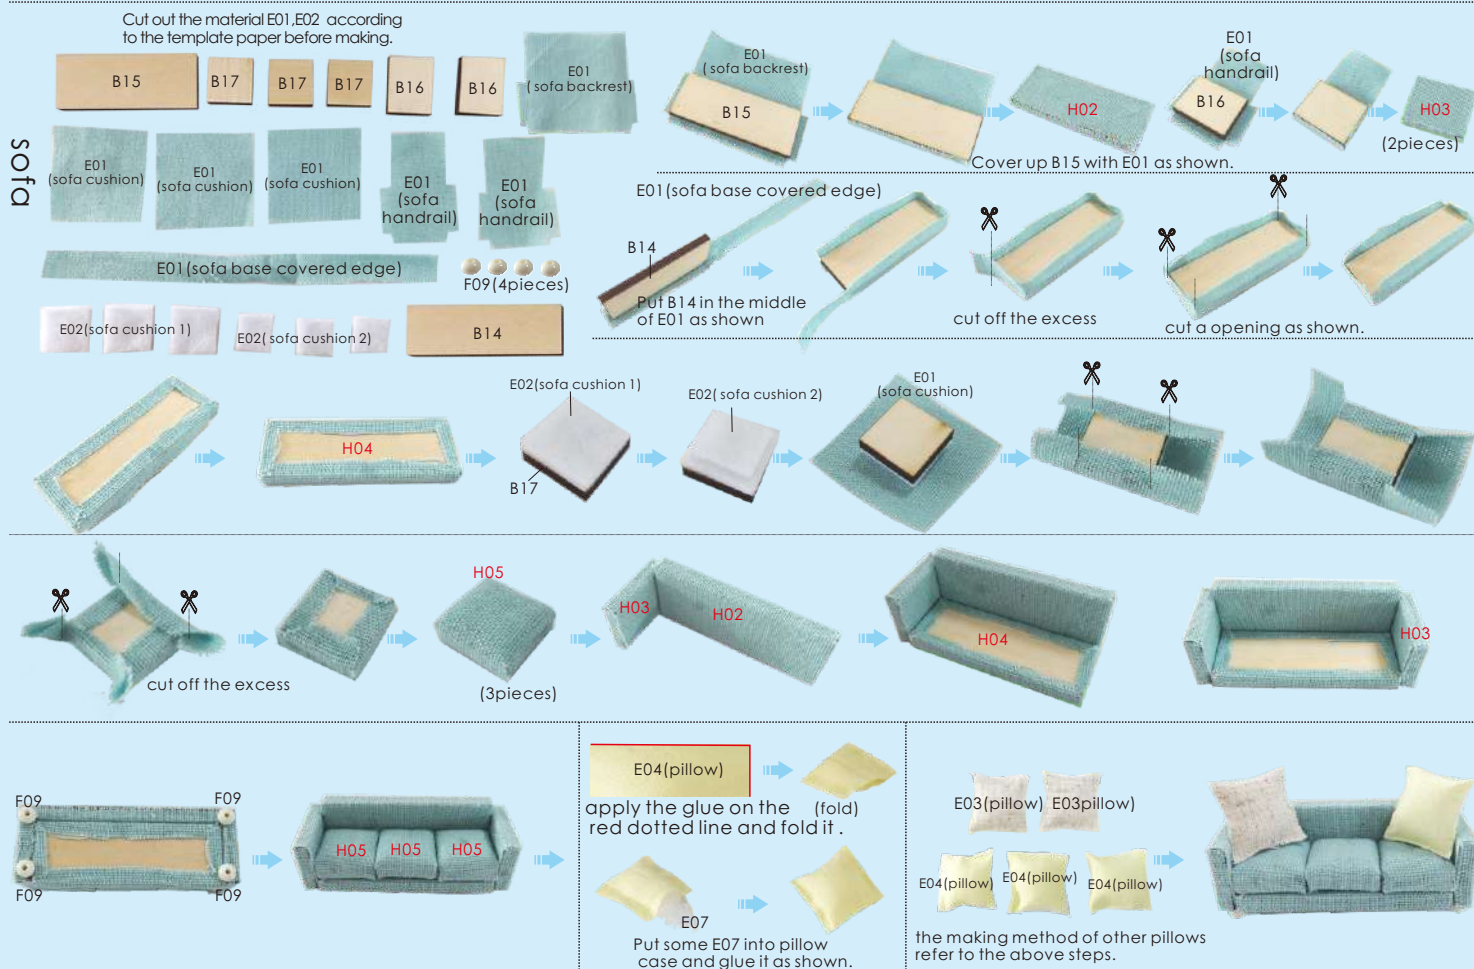 Cut out the material E01,E02 according
to the template paper before making.
sofa
B15
B17
B17
B17
B16
B16
E01
(sofa backrest)
E01
(sofa cushion)
E01
(sofa cushion)
E01
(sofa cushion)
E01
(sofa
handrail)
E01
(sofa
handrail)
E01(sofa base covered edge)
F09(4pieces)
E02(sofa cushion 1)
E02( sofa cushion 2)
B14
E01
( sofa backrest)
B15
H02
Cover up B15 with E01 as shown.
E01
(sofa
handrail)
B16
H03
(2pieces)
E01(sofa base covered edge)
B14
Put B14 in the middle
of E01 as shown
cut off the excess
cut a opening as shown.
H04
E02(sofa cushion 1)
B17
E02( sofa cushion 2)
E01
(sofa cushion)
cut off the excess
H05
(3pieces)
H03
H02
H04
H03
F09
F09
F09
F09
H05
H05
H05
E04(pillow)
(fold)
apply the glue on the
red dotted line and fold it .
E07
Put some E07 into pillow
case and glue it as shown.
E03(pillow)
E03pillow)
E04(pillow)
E04(pillow)
E04(pillow)
the making method of other pillows
refer to the above steps.